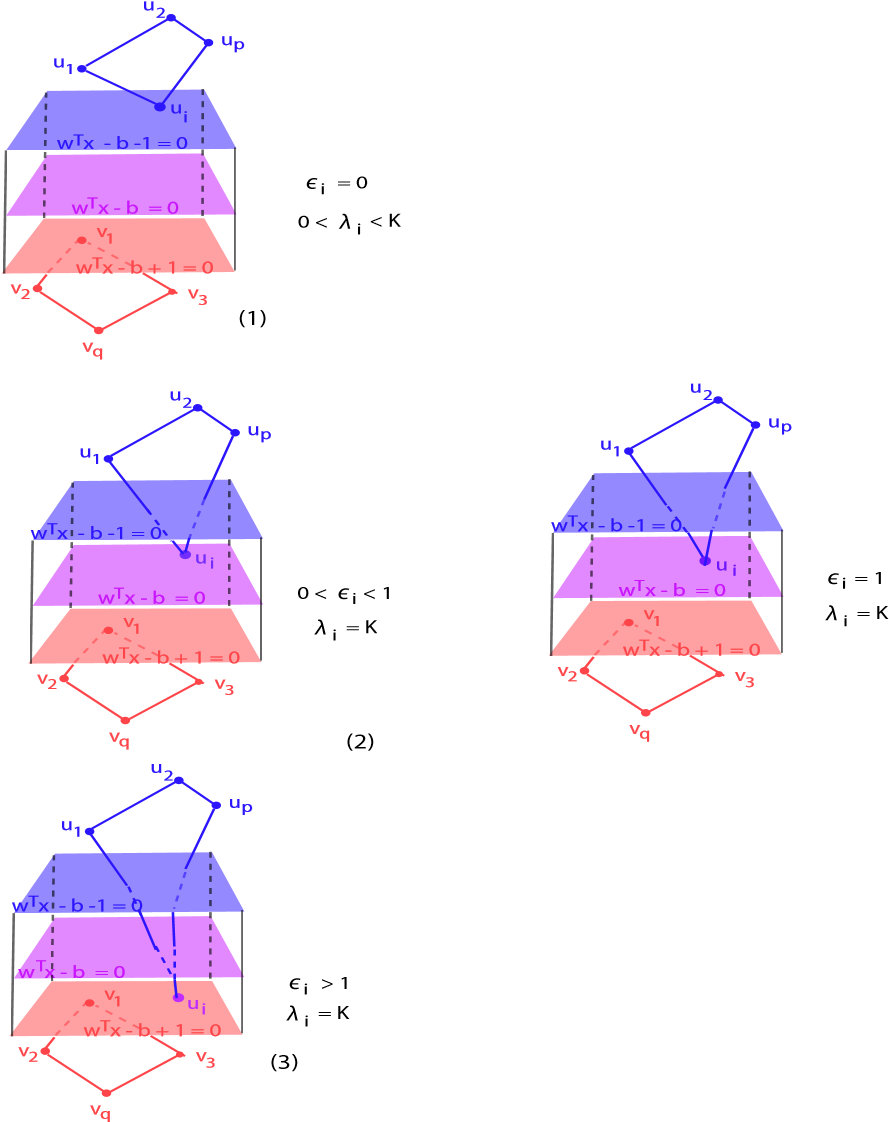 u₂
uₚ
u₁
uᵢ
wᵀx - b - 1 = 0
wᵀx - b = 0
v₁
wᵀx - b + 1 = 0
v₂
v₃
v_q
ϵᵢ = 0
0 < λᵢ < K
(1)
u₂
uₚ
u₁
wᵀx - b - 1 = 0
uᵢ
wᵀx - b = 0
v₁
wᵀx - b + 1 = 0
v₂
v₃
v_q
0 < ϵᵢ < 1
λᵢ = K
(2)
u₂
uₚ
u₁
wᵀx - b - 1 = 0
uᵢ
wᵀx - b = 0
v₁
wᵀx - b + 1 = 0
v₂
v₃
v_q
ϵᵢ = 1
λᵢ = K
u₂
uₚ
u₁
wᵀx - b - 1 = 0
wᵀx - b = 0
uᵢ
v₁
wᵀx - b + 1 = 0
v₂
v₃
v_q
ϵᵢ > 1
λᵢ = K
(3)